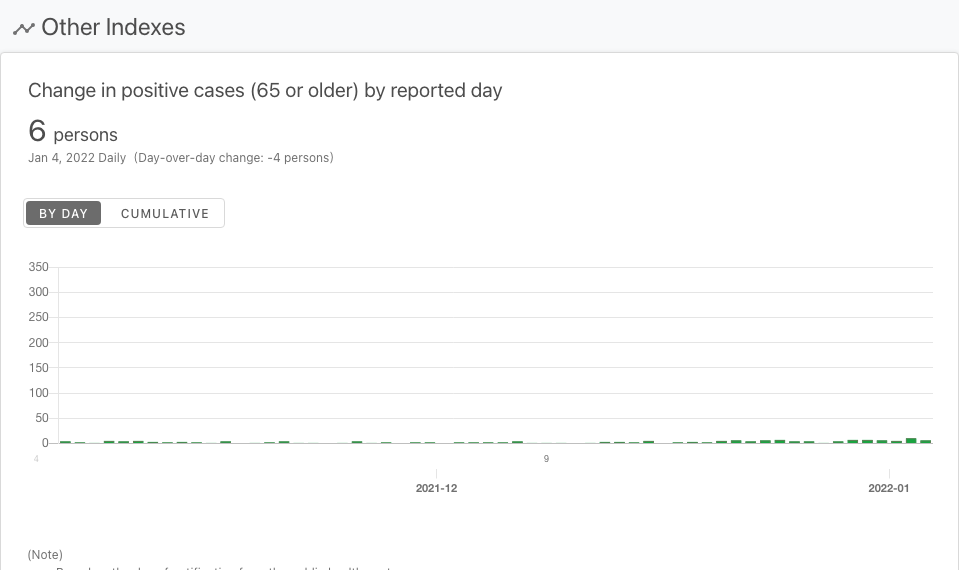 Other Indexes
Change in positive cases (65 or older) by reported day
6 persons
Jan 4, 2022 Daily (Day-over-day change: -4 persons)
BY DAY CUMULATIVE
350
300
250
200
150
100
50
0
4 9
2021-12 2022-01
(Note)